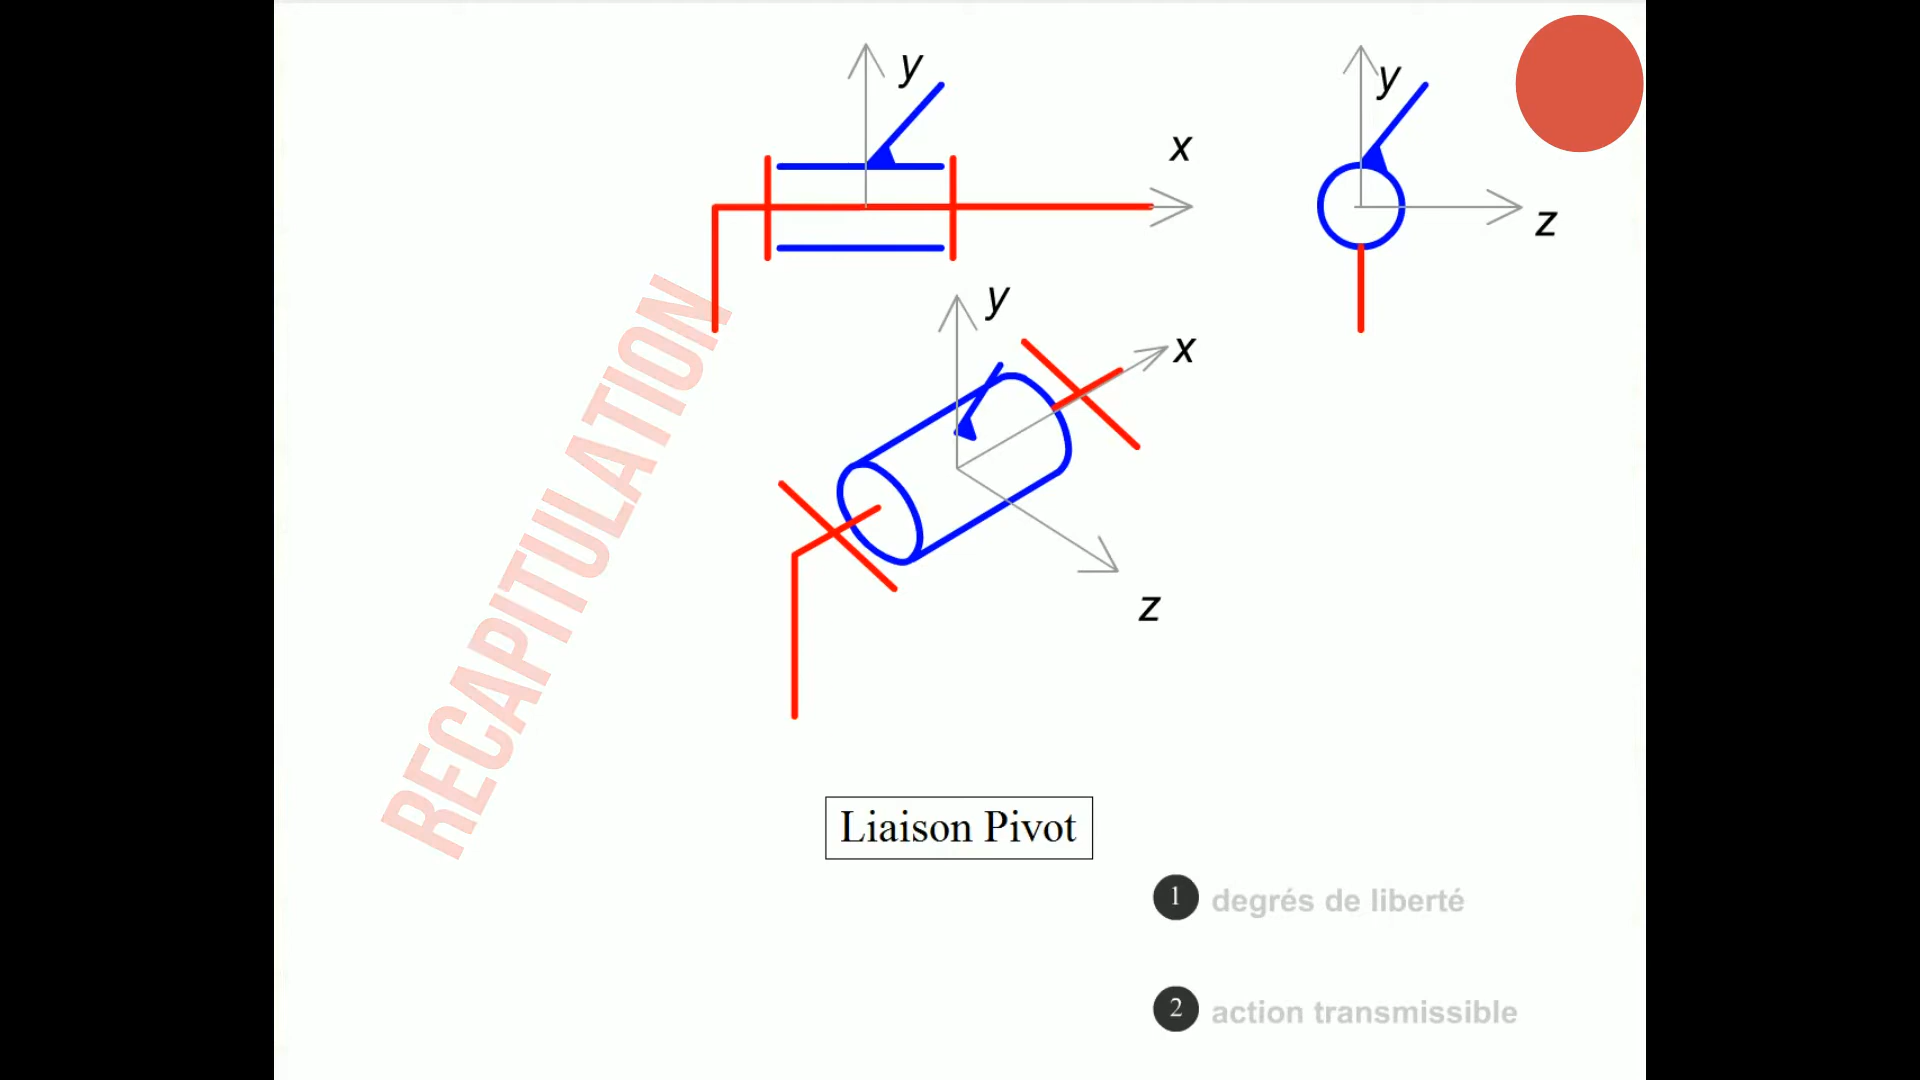 y
x
y
z
y
x
z
RECAPITULATION
Liaison Pivot
1 degrés de liberté
2 action transmissible